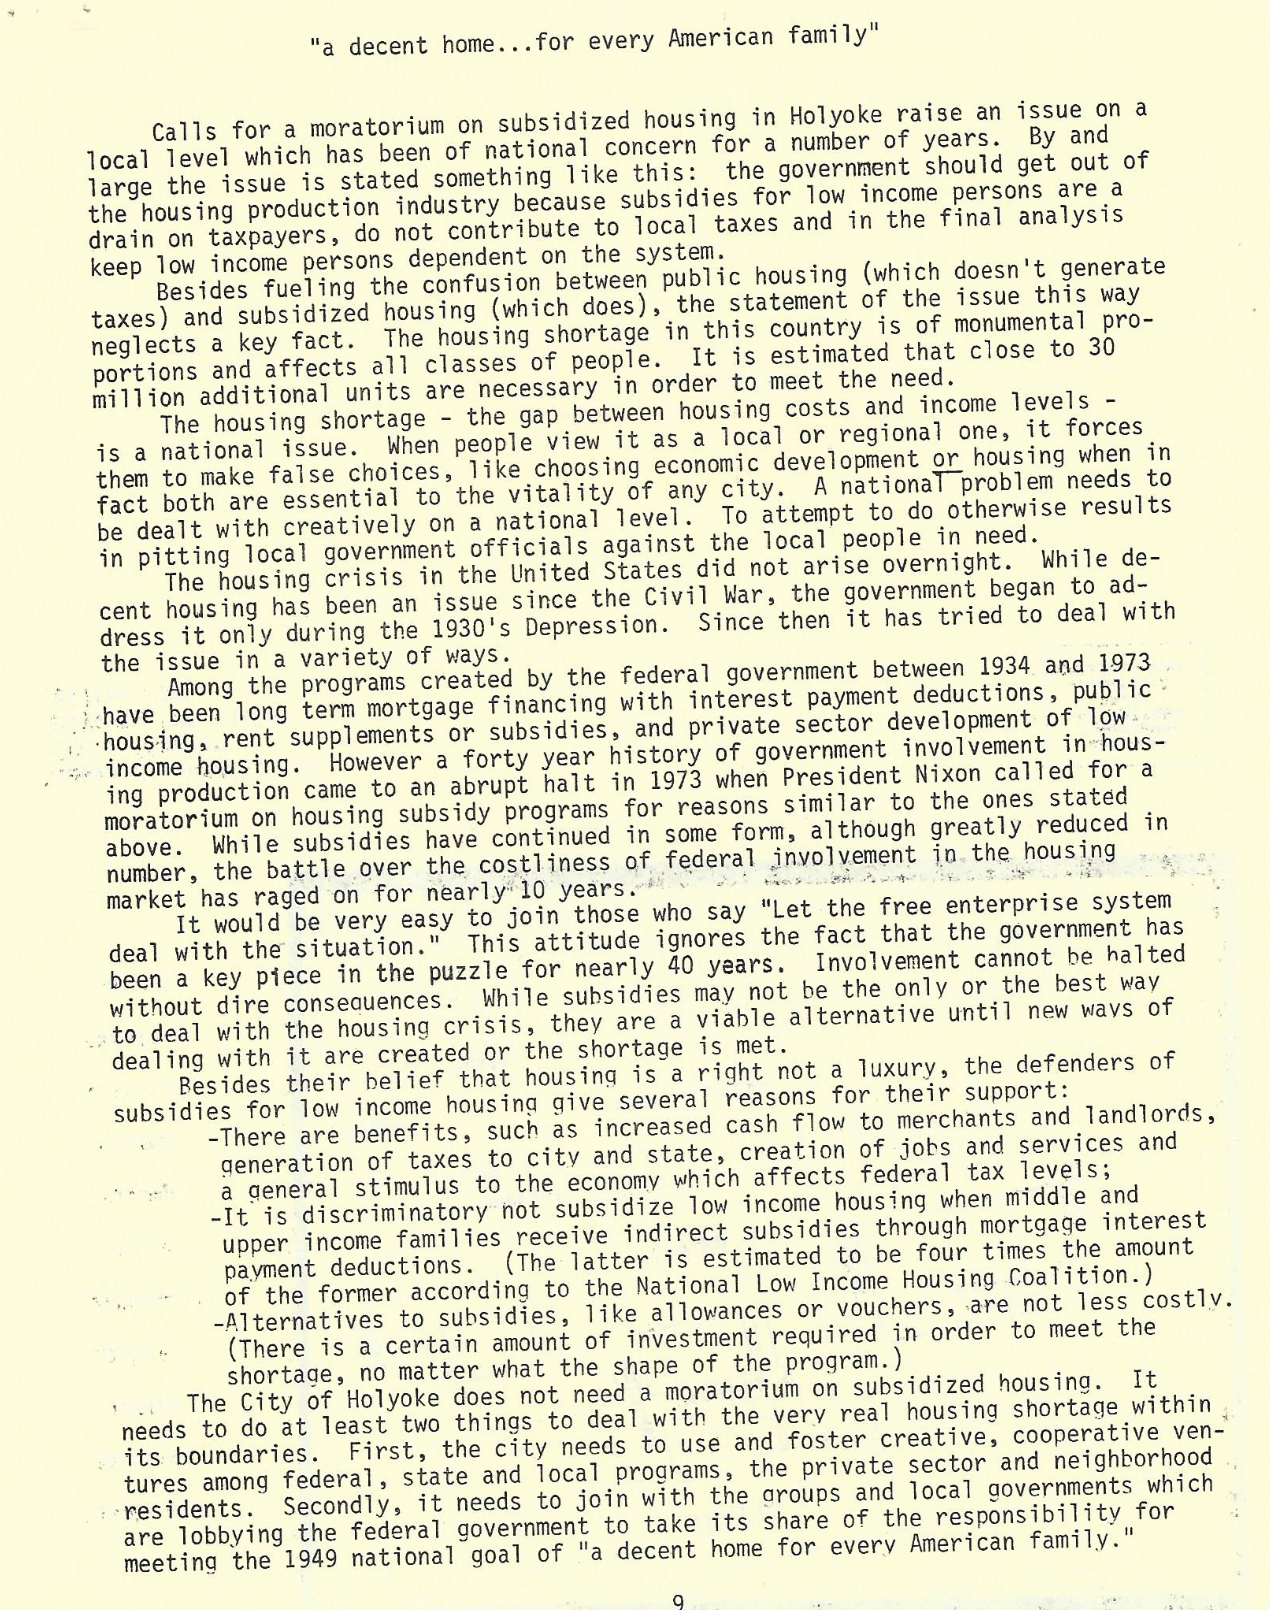 "a decent home...for every American family"
Calls for a moratorium on subsidized housing in Holyoke raise an issue on a
local level which has been of national concern for a number of years. By and
large the issue is stated something like this: the government should get out of
the housing production industry because subsidies for low income persons are a
drain on taxpayers, do not contribute to local taxes and in the final analysis
keep low income persons dependent on the system.
Besides fueling the confusion between public housing (which doesn't generate
taxes) and subsidized housing (which does), the statement of the issue this way
neglects a key fact. The housing shortage in this country is of monumental pro-
portions and affects all classes of people. It is estimated that close to 30
million additional units are necessary in order to meet the need.
The housing shortage - the gap between housing costs and income levels -
is a national issue. When people view it as a local or regional one, it forces
them to make false choices, like choosing economic development or housing when in
fact both are essential to the vitality of any city. A national problem needs to
be dealt with creatively on a national level. To attempt to do otherwise results
in pitting local government officials against the local people in need.
The housing crisis in the United States did not arise overnight. While de-
cent housing has been an issue since the Civil War, the government began to ad-
dress it only during the 1930's Depression. Since then it has tried to deal with
the issue in a variety of ways.
Among the programs created by the federal government between 1934 and 1973
have been long term mortgage financing with interest payment deductions, public
housing, rent supplements or subsidies, and private sector development of low
income housing. However a forty year history of government involvement in hous-
ing production came to an abrupt halt in 1973 when President Nixon called for a
moratorium on housing subsidy programs for reasons similar to the ones stated
above. While subsidies have continued in some form, although greatly reduced in
number, the battle over the costliness of federal involvement in the housing
market has raged on for nearly 10 years.
It would be very easy to join those who say "Let the free enterprise system
deal with the situation." This attitude ignores the fact that the government has
been a key piece in the puzzle for nearly 40 years. Involvement cannot be halted
without dire consequences. While subsidies may not be the only or the best way
to deal with the housing crisis, they are a viable alternative until new ways of
dealing with it are created or the shortage is met.
Besides their belief that housing is a right not a luxury, the defenders of
subsidies for low income housing give several reasons for their support:
-There are benefits, such as increased cash flow to merchants and landlords,
generation of taxes to city and state, creation of jobs and services and
a general stimulus to the economy which affects federal tax levels;
-It is discriminatory not subsidize low income housing when middle and
upper income families receive indirect subsidies through mortgage interest
payment deductions. (The latter is estimated to be four times the amount
of the former according to the National Low Income Housing Coalition.)
-Alternatives to subsidies, like allowances or vouchers, are not less costly.
(There is a certain amount of investment required in order to meet the
shortage, no matter what the shape of the program.)
The City of Holyoke does not need a moratorium on subsidized housing. It
needs to do at least two things to deal with the very real housing shortage within
its boundaries. First, the city needs to use and foster creative, cooperative ven-
tures among federal, state and local programs, the private sector and neighborhood
residents. Secondly, it needs to join with the groups and local governments which
are lobbying the federal government to take its share of the responsibility for
meeting the 1949 national goal of "a decent home for every American family."
9